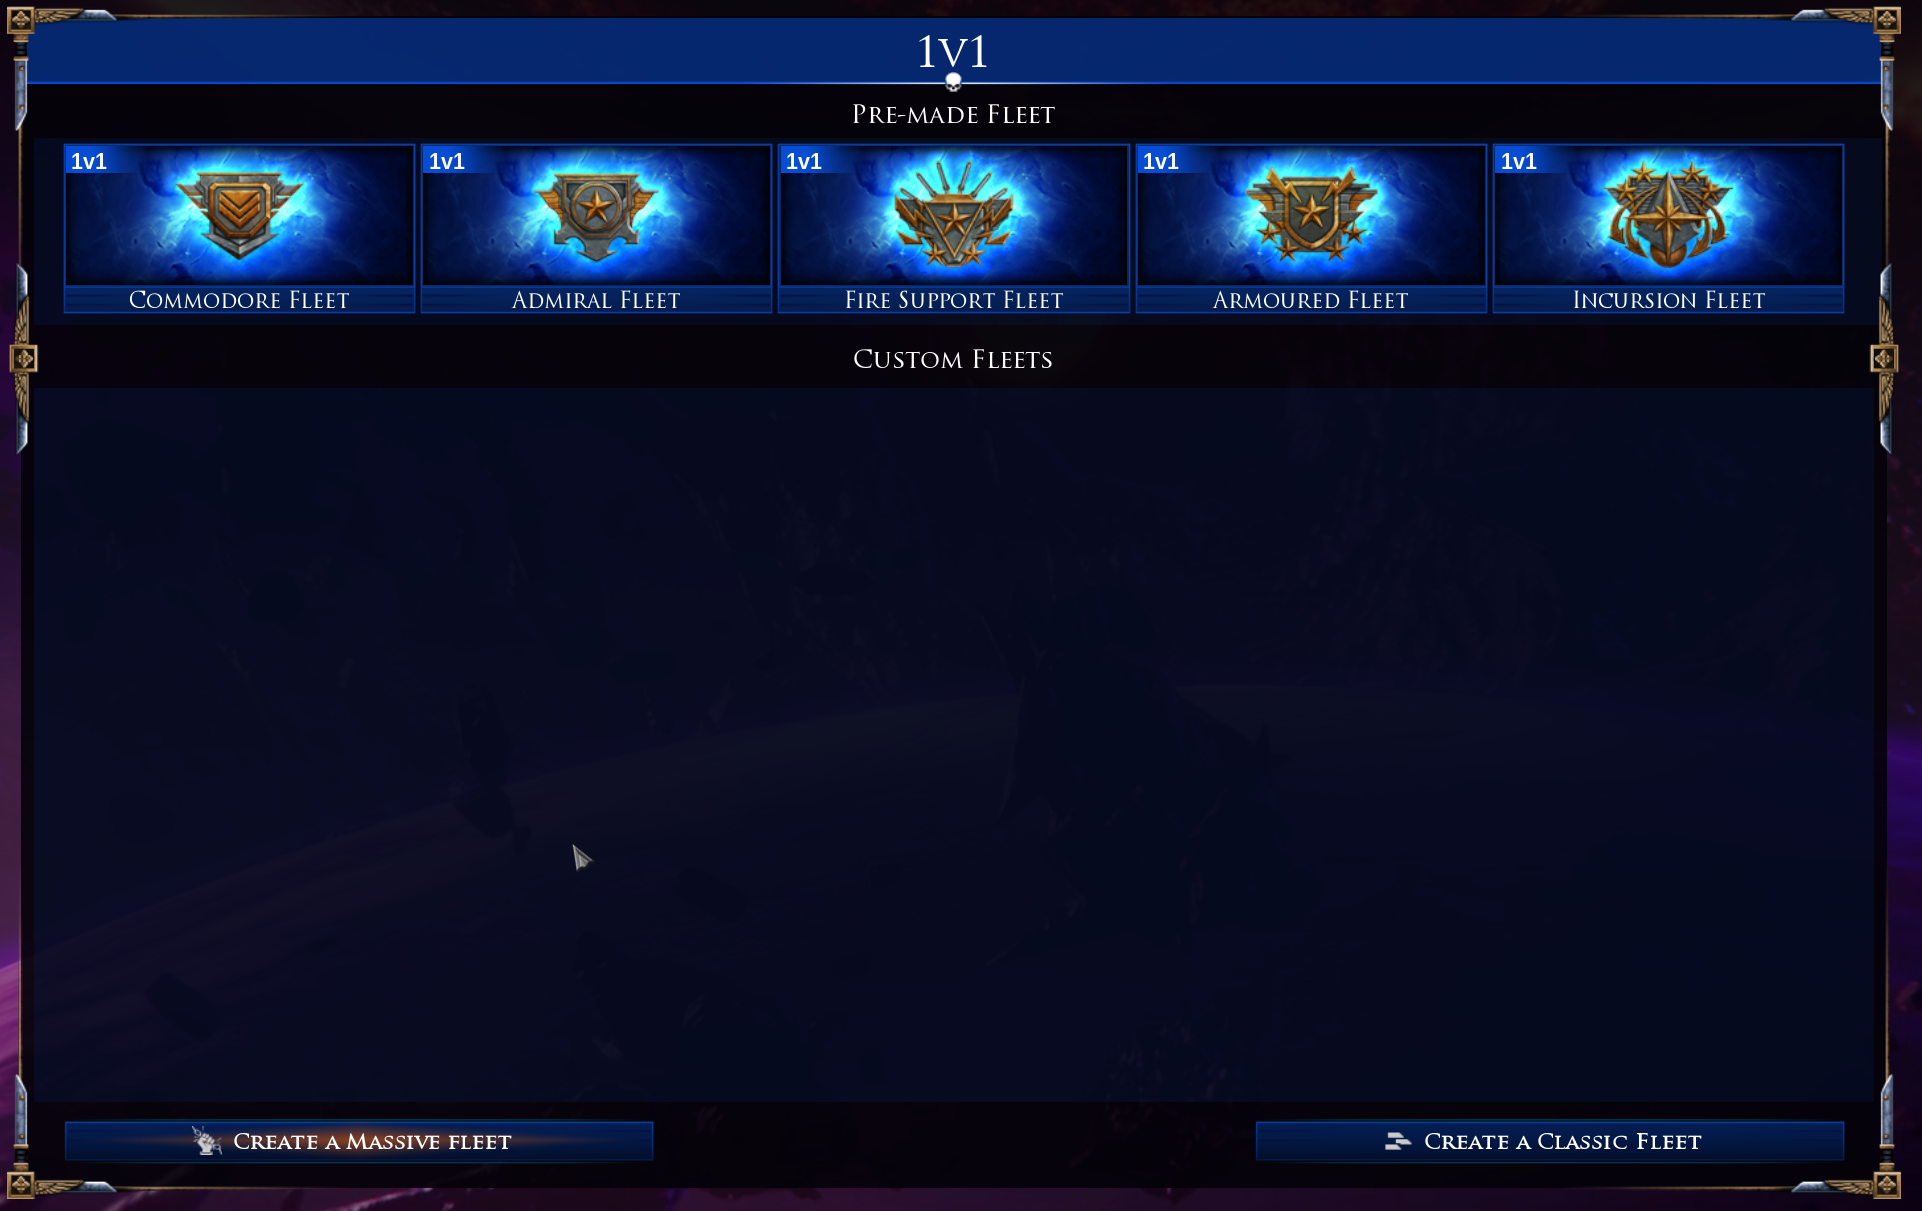 1v1
Pre-made Fleet
1v1
1v1
1v1
1v1
1v1
Commodore Fleet
Admiral Fleet
Fire Support Fleet
Armoured Fleet
Incursion Fleet
Custom Fleets
Create a Massive fleet
Create a Classic Fleet